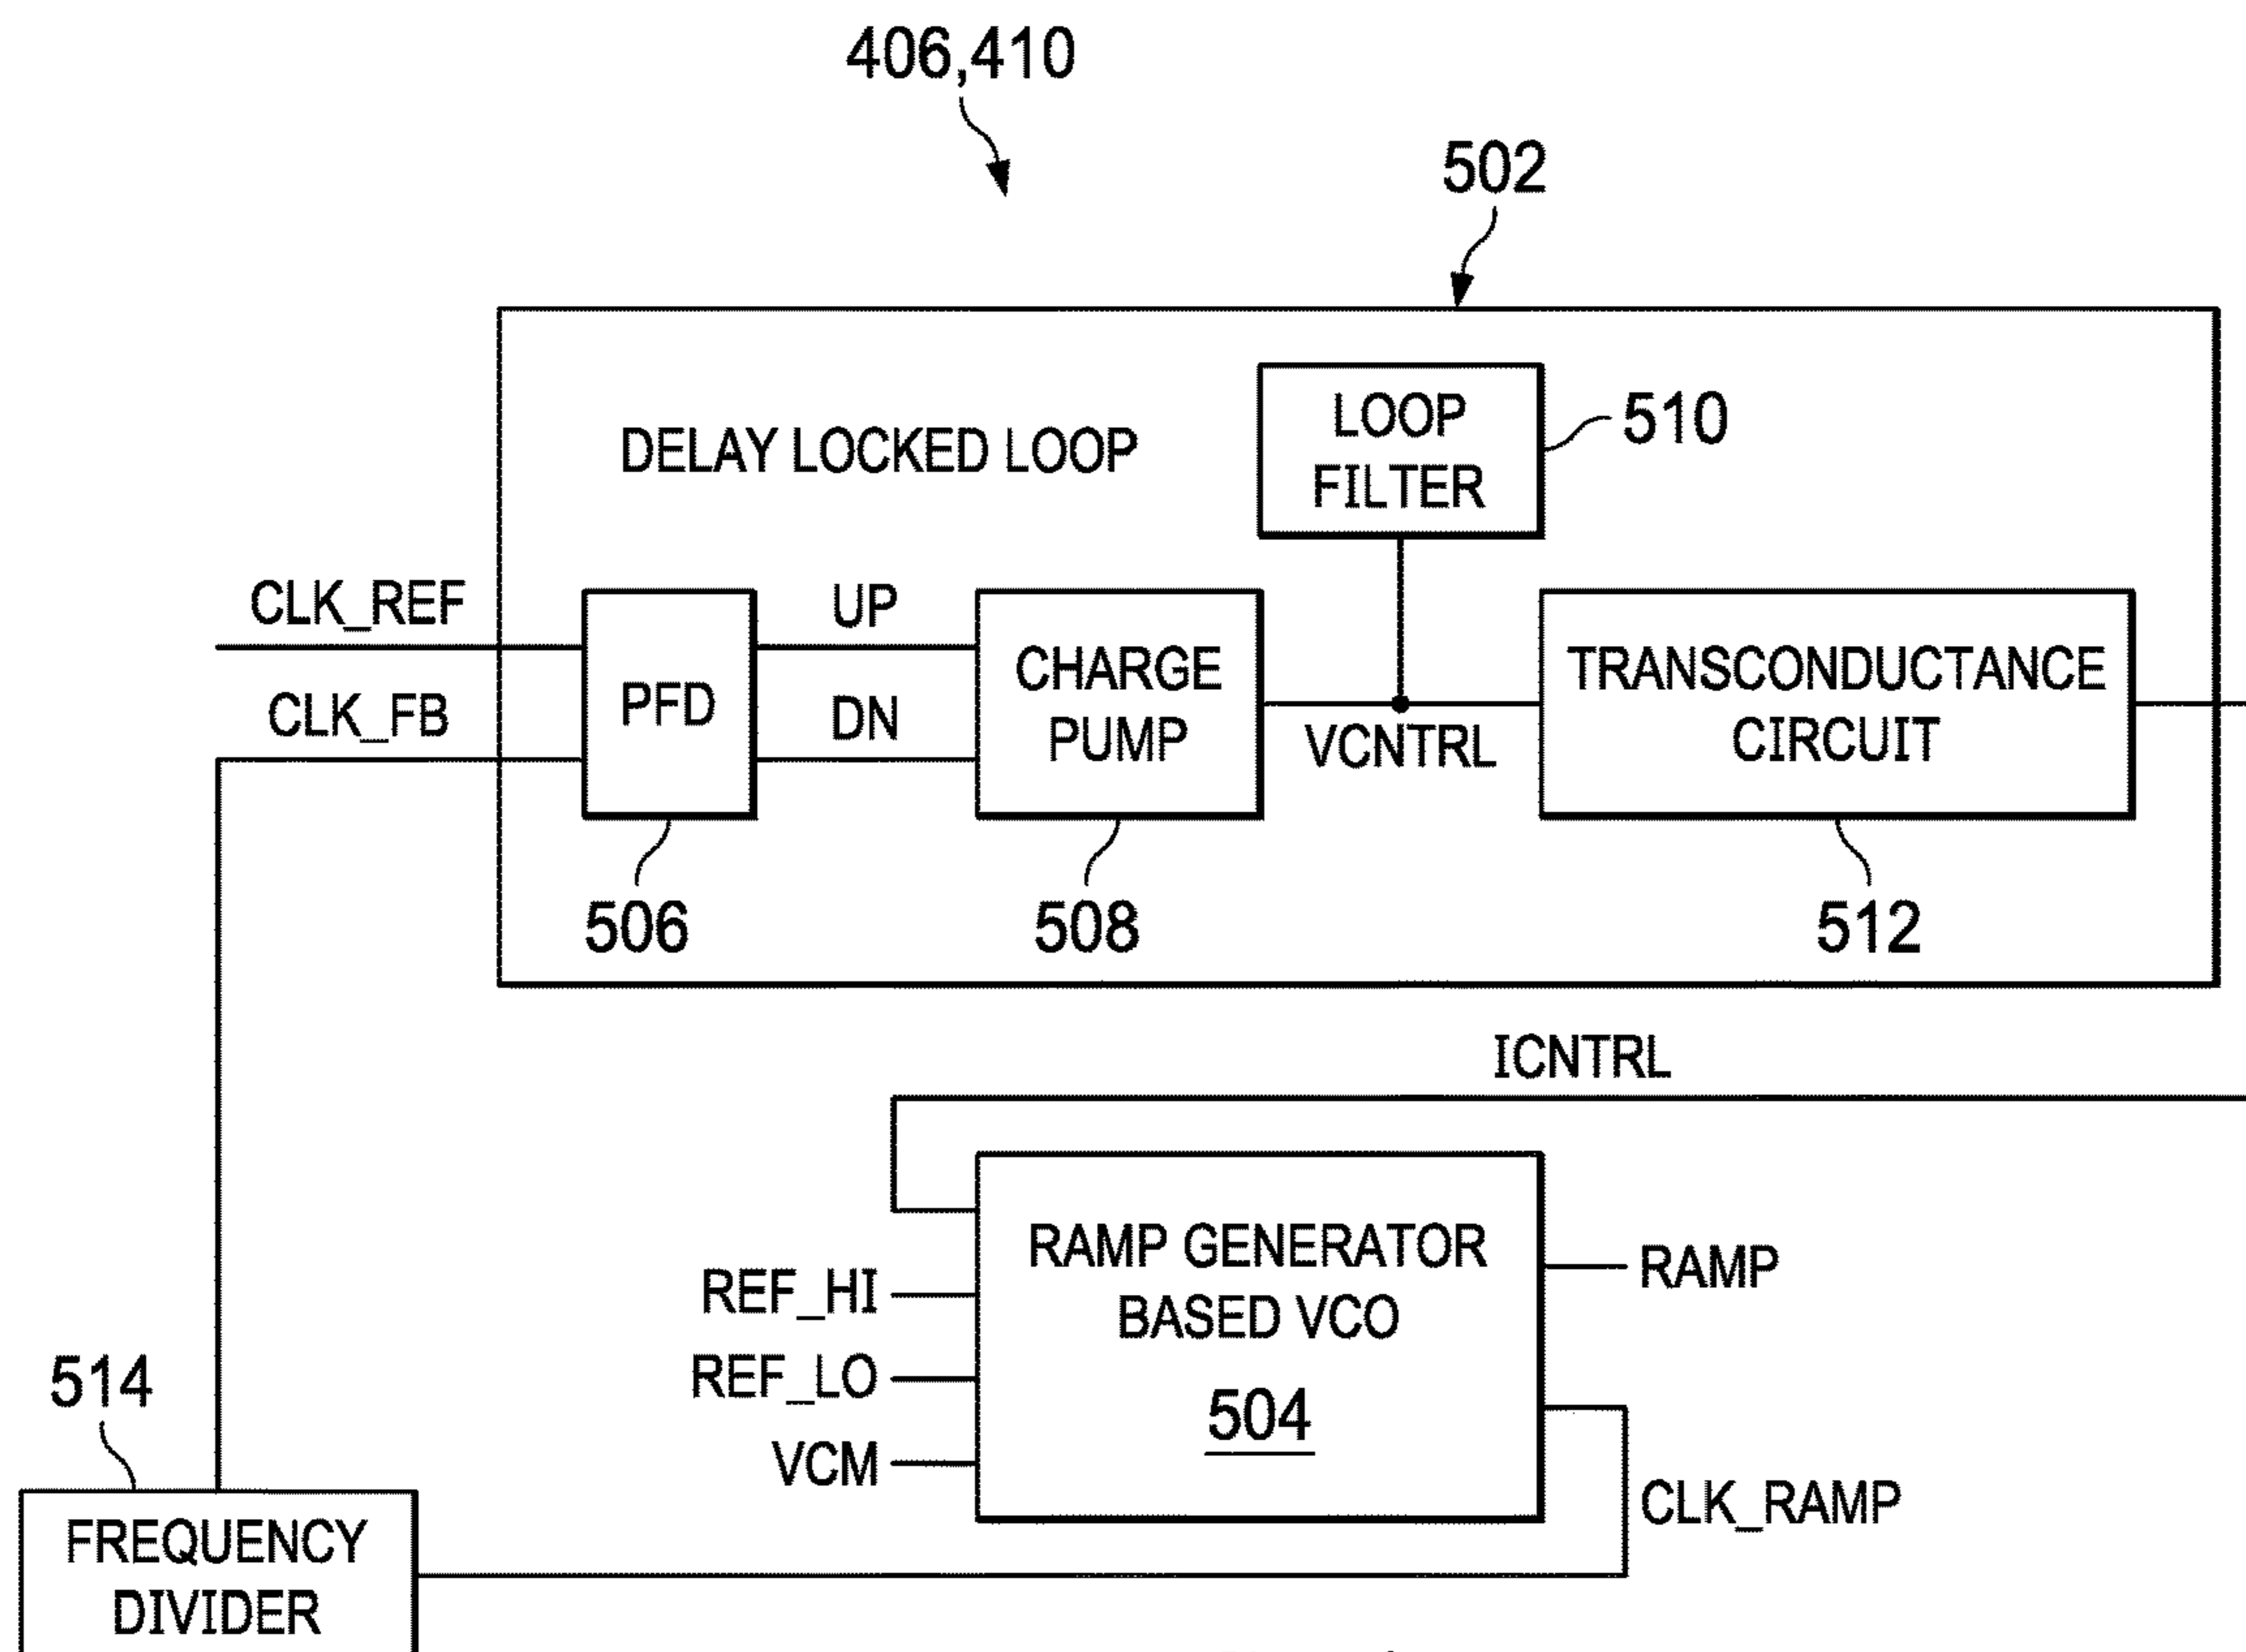 406,410
502
DELAY LOCKED LOOP
LOOP
FILTER
510
CLK_REF
CLK_FB
PFD
UP
DN
CHARGE
PUMP
VCNTRL
TRANSCONDUCTANCE
CIRCUIT
506
508
512
ICNTRL
RAMP GENERATOR
BASED VCO
504
REF_HI
REF_LO
VCM
RAMP
CLK_RAMP
514
FREQUENCY
DIVIDER